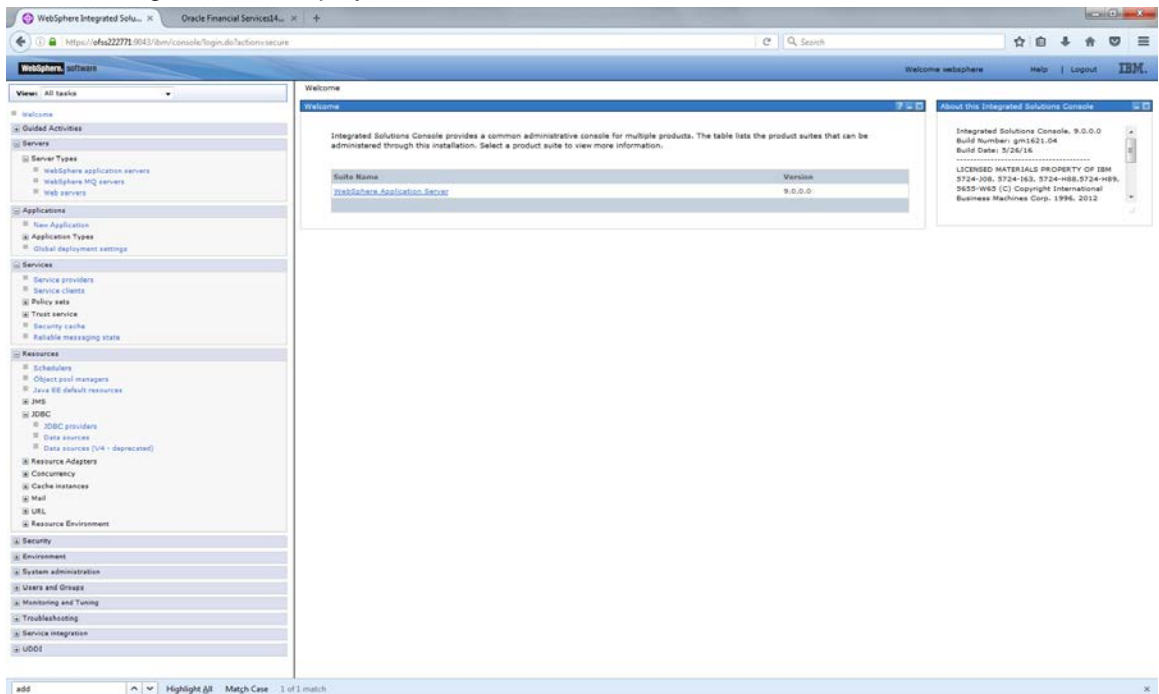 WebSphere Integrated Solu... ×
Oracle Financial Services14... ×
+
https://ofss222771:9043/ibm/console/login.do?action=secure
Search
WebSphere. software
Welcome websphere
Help | Logout
IBM.
View: All tasks
Welcome
Guided Activities
Servers
Server Types
WebSphere application servers
WebSphere MQ servers
Web servers
Applications
New Application
Application Types
Global deployment settings
Services
Service providers
Service clients
Policy sets
Trust service
Security cache
Reliable messaging state
Resources
Schedulers
Object pool managers
Java EE default resources
JMS
JDBC
JDBC providers
Data sources
Data sources (V4 - deprecated)
Resource Adapters
Concurrency
Cache instances
Mail
URL
Resource Environment
Security
Environment
System administration
Users and Groups
Monitoring and Tuning
Troubleshooting
Service integration
UDDI
Welcome
Welcome
Integrated Solutions Console provides a common administrative console for multiple products. The table lists the product suites that can be
administered through this installation. Select a product suite to view more information.
Suite Name Version
WebSphere Application Server 9.0.0.0
About this Integrated Solutions Console
Integrated Solutions Console, 9.0.0.0
Build Number: gm1621.04
Build Date: 5/26/16
----------------------------------
LICENSED MATERIALS PROPERTY OF IBM
5724-J08, 5724-I63, 5724-H88,5724-H89,
5655-W65 (C) Copyright International
Business Machines Corp. 1996, 2012
add
Highlight All Match Case 1 of 1 match
×